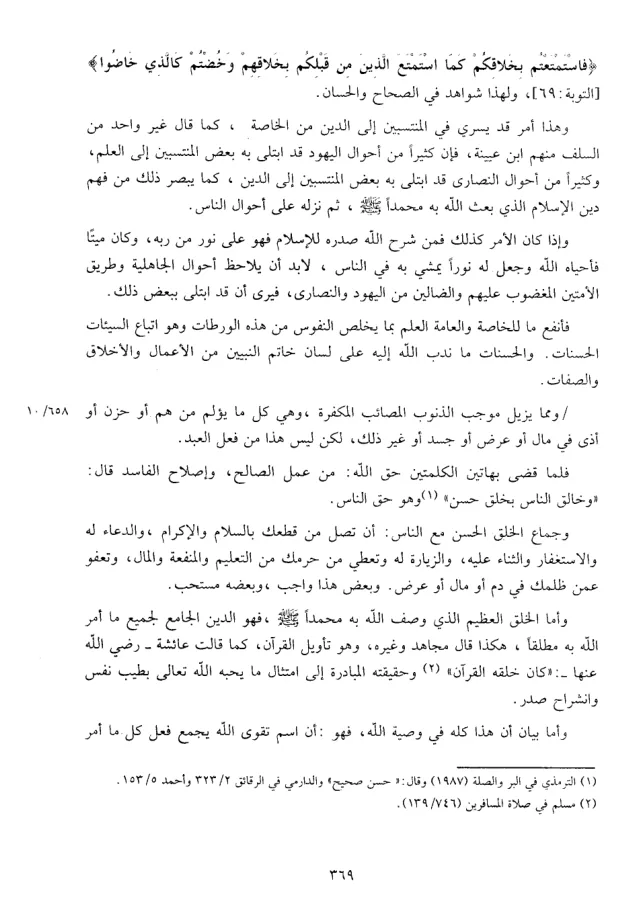 ﴿فاسْتَمْتَعْتُم بِخَلاقِكُمْ كَمَا اسْتَمْتَعَ الَّذِينَ مِن قَبْلِكُم بِخَلاقِهِمْ وَخُضْتُمْ كَالَّذِي خَاضُوا﴾
[التوبة:٦٩]، ولهذا شواهد في الصحاح والحسان.
وهذا أمر قد يسري في المنتسبين إلى الدين من الخاصة ، كما قال غير واحد من
السلف منهم ابن عيينة، فإن كثيراً من أحوال اليهود قد ابتلى به بعض المنتسبين إلى العلم،
وكثيراً من أحوال النصارى قد ابتلى به بعض المنتسبين إلى الدين ، كما يبصر ذلك من فهم
دين الإسلام الذي بعث الله به محمداً ﷺ ، ثم نزله على أحوال الناس.
وإذا كان الأمر كذلك فمن شرح الله صدره للإسلام فهو على نور من ربه، وكان ميتًا
فأحياه الله وجعل له نوراً يمشي به في الناس ، لابد أن يلاحظ أحوال الجاهلية وطريق
الأمتين المغضوب عليهم والضالين من اليهود والنصارى، فيرى أن قد ابتلى ببعض ذلك.
فأنفع ما للخاصة والعامة العلم بما يخلص النفوس من هذه الورطات وهو اتباع السيئات
الحسنات. والحسنات ما ندب الله إليه على لسان خاتم النبيين من الأعمال والأخلاق
والصفات.
/ومما يزيل موجب الذنوب المصائب المكفرة ،وهي كل ما يؤلم من هم أو حزن أو ١٠/٦٥٨
أذى في مال أو عرض أو جسد أو غير ذلك، لكن ليس هذا من فعل العبد.
فلما قضى بهاتين الكلمتين حق الله: من عمل الصالح، وإصلاح الفاسد قال:
«وخالق الناس بخلق حسن» (١)وهو حق الناس.
وجماع الخلق الحسن مع الناس: أن تصل من قطعك بالسلام والإكرام ،والدعاء له
والاستغفار والثناء عليه، والزيارة له وتعطي من حرمك من التعليم والمنفعة والمال، وتعفو
عمن ظلمك في دم أو مال أو عرض. وبعض هذا واجب ،وبعضه مستحب.
وأما الخلق العظيم الذي وصف الله به محمداً ﷺ ،فهو الدين الجامع لجميع ما أمر
الله به مطلقاً ، هكذا قال مجاهد وغيره، وهو تأويل القرآن، كما قالت عائشة ـ رضي الله
عنها ـ:«كان خلقه القرآن» (٢) وحقيقته المبادرة إلى امتثال ما يحبه الله تعالى بطيب نفس
وانشراح صدر.
وأما بيان أن هذا كله في وصية الله، فهو :أن اسم تقوى الله يجمع فعل كل ما أمر
(١) الترمذي في البر والصلة (١٩٨٧) وقال:« حسن صحيح» والدارمي في الرقائق ٣٢٣/٢ وأحمد ١٥٣/٥.
(٢) مسلم في صلاة المسافرين (١٣٩/٧٤٦).
٣٦٩